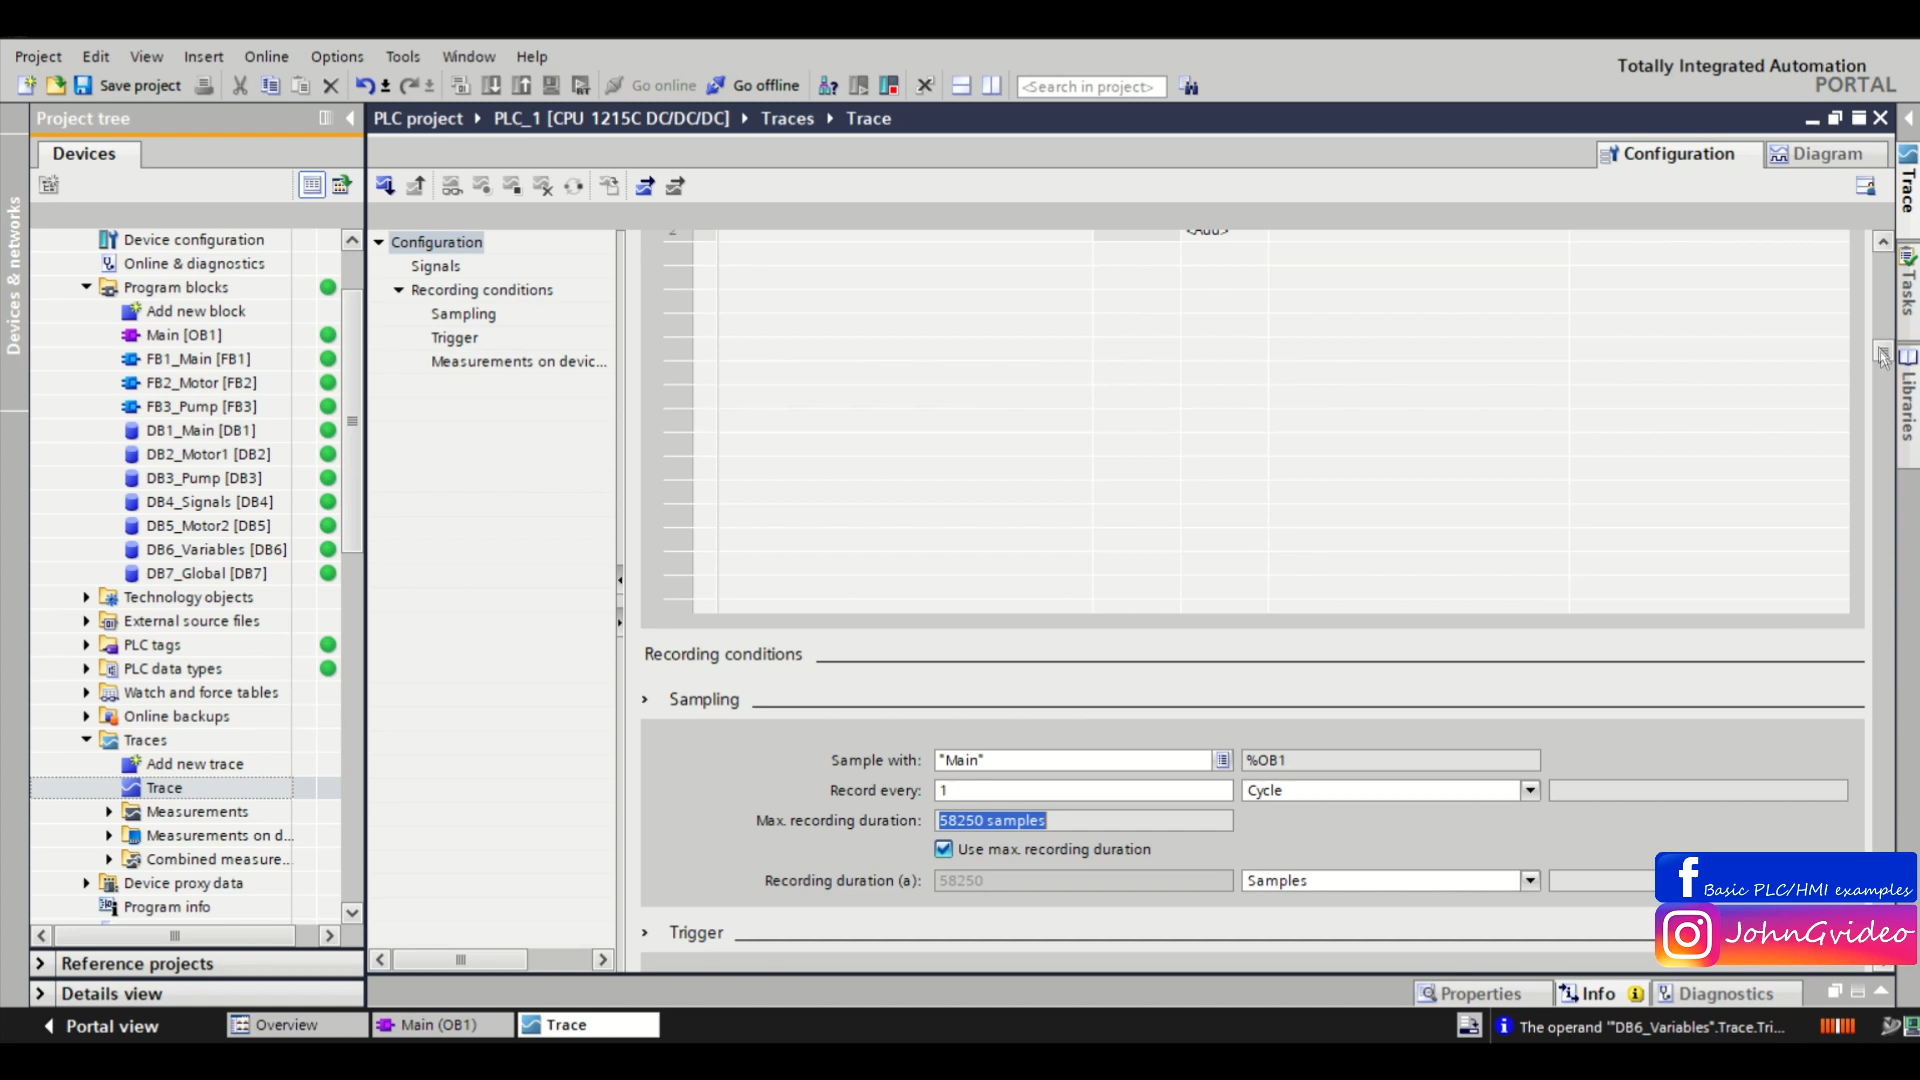 Project Edit View Insert Online Options Tools Window Help
Totally Integrated Automation
PORTAL
Save project
Go online
Go offline
<Search in project>
Project tree
PLC project
PLC_1 [CPU 1215C DC/DC/DC]
Traces
Trace
Devices
Configuration
Diagram
Devices & networks
Trace
Tasks
Libraries
Device configuration
Online & diagnostics
Program blocks
Add new block
Main [OB1]
FB1_Main [FB1]
FB2_Motor [FB2]
FB3_Pump [FB3]
DB1_Main [DB1]
DB2_Motor1 [DB2]
DB3_Pump [DB3]
DB4_Signals [DB4]
DB5_Motor2 [DB5]
DB6_Variables [DB6]
DB7_Global [DB7]
Technology objects
External source files
PLC tags
PLC data types
Watch and force tables
Online backups
Traces
Add new trace
Trace
Measurements
Measurements on d...
Combined measure...
Device proxy data
Program info
Reference projects
Details view
Configuration
Signals
Recording conditions
Sampling
Trigger
Measurements on devic...
2
<Add>
Recording conditions
Sampling
Sample with: "Main" %OB1
Record every: 1 Cycle
Max. recording duration: 58250 samples
Use max. recording duration
Recording duration (a): 58250 Samples
Trigger
Basic PLC/HMI examples
JohnGvideo
Properties
Info
Diagnostics
Portal view
Overview
Main (OB1)
Trace
The operand '"DB6_Variables".Trace.Tri...